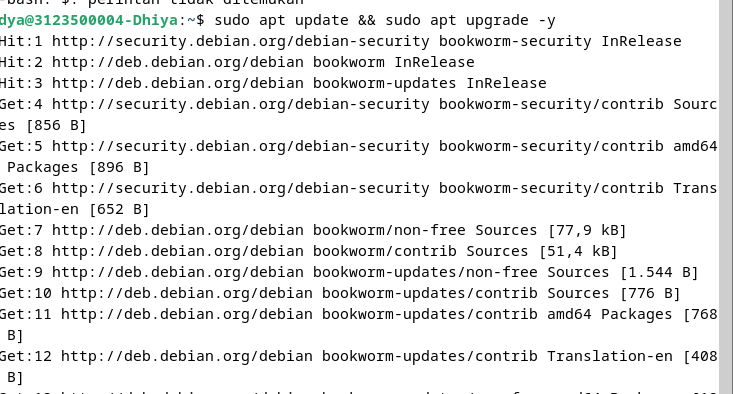 -bash: $: perintah tidak ditemukan
dya@3123500004-Dhiya:~$ sudo apt update && sudo apt upgrade -y
Hit:1 http://security.debian.org/debian-security bookworm-security InRelease
Hit:2 http://deb.debian.org/debian bookworm InRelease
Hit:3 http://deb.debian.org/debian bookworm-updates InRelease
Get:4 http://security.debian.org/debian-security bookworm-security/contrib Sourc
es [856 B]
Get:5 http://security.debian.org/debian-security bookworm-security/contrib amd64
 Packages [896 B]
Get:6 http://security.debian.org/debian-security bookworm-security/contrib Trans
lation-en [652 B]
Get:7 http://deb.debian.org/debian bookworm/non-free Sources [77,9 kB]
Get:8 http://deb.debian.org/debian bookworm/contrib Sources [51,4 kB]
Get:9 http://deb.debian.org/debian bookworm-updates/non-free Sources [1.544 B]
Get:10 http://deb.debian.org/debian bookworm-updates/contrib Sources [776 B]
Get:11 http://deb.debian.org/debian bookworm-updates/contrib amd64 Packages [768
 B]
Get:12 http://deb.debian.org/debian bookworm-updates/contrib Translation-en [408
 B]